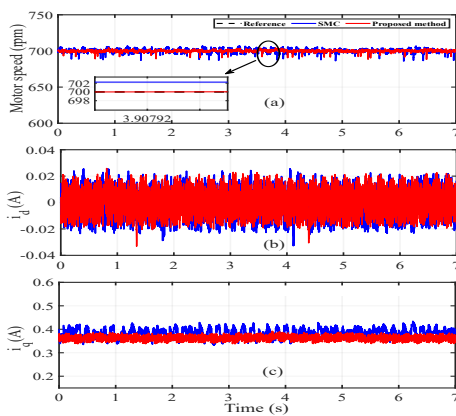 Motor speed (rpm)
800
700
650
600
- - ·Reference SMC Proposed method
702
700
698
3.90792
(a)
0 1 2 3 4 5 6 7
i_d (A)
0.04
0.02
0
-0.02
-0.04
(b)
0 1 2 3 4 5 6 7
i_q (A)
0.6
0.5
0.4
0.3
0.2
(c)
0 1 2 3 4 5 6 7
Time (s)